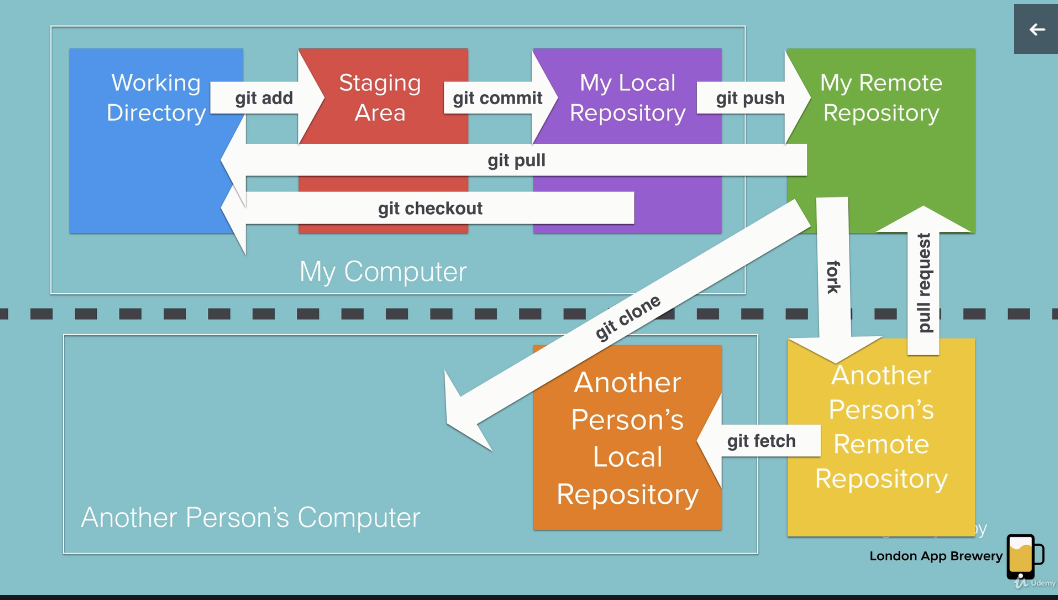 Working
Directory
git add
Staging
Area
git commit
My Local
Repository
git push
My Remote
Repository
git pull
git checkout
My Computer
git clone
fork
pull request
Another
Person's
Local
Repository
git fetch
Another
Person's
Remote
Repository
Another Person's Computer
by
London App Brewery
Udemy